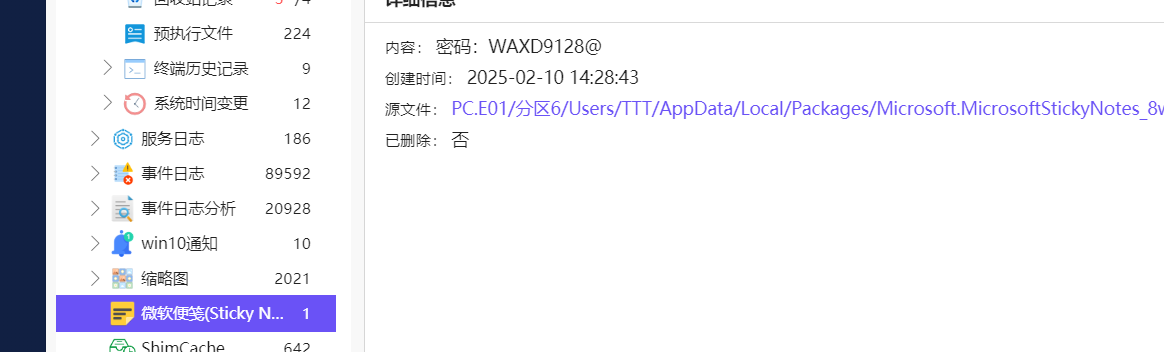 详细信息
预执行文件 224
终端历史记录 9
系统时间变更 12
服务日志 186
事件日志 89592
事件日志分析 20928
win10通知 10
缩略图 2021
微软便笺(Sticky N... 1
ShimCache 642
内容： 密码：WAXD9128@
创建时间： 2025-02-10 14:28:43
源文件： PC.E01/分区6/Users/TTT/AppData/Local/Packages/Microsoft.MicrosoftStickyNotes_8w
已删除： 否